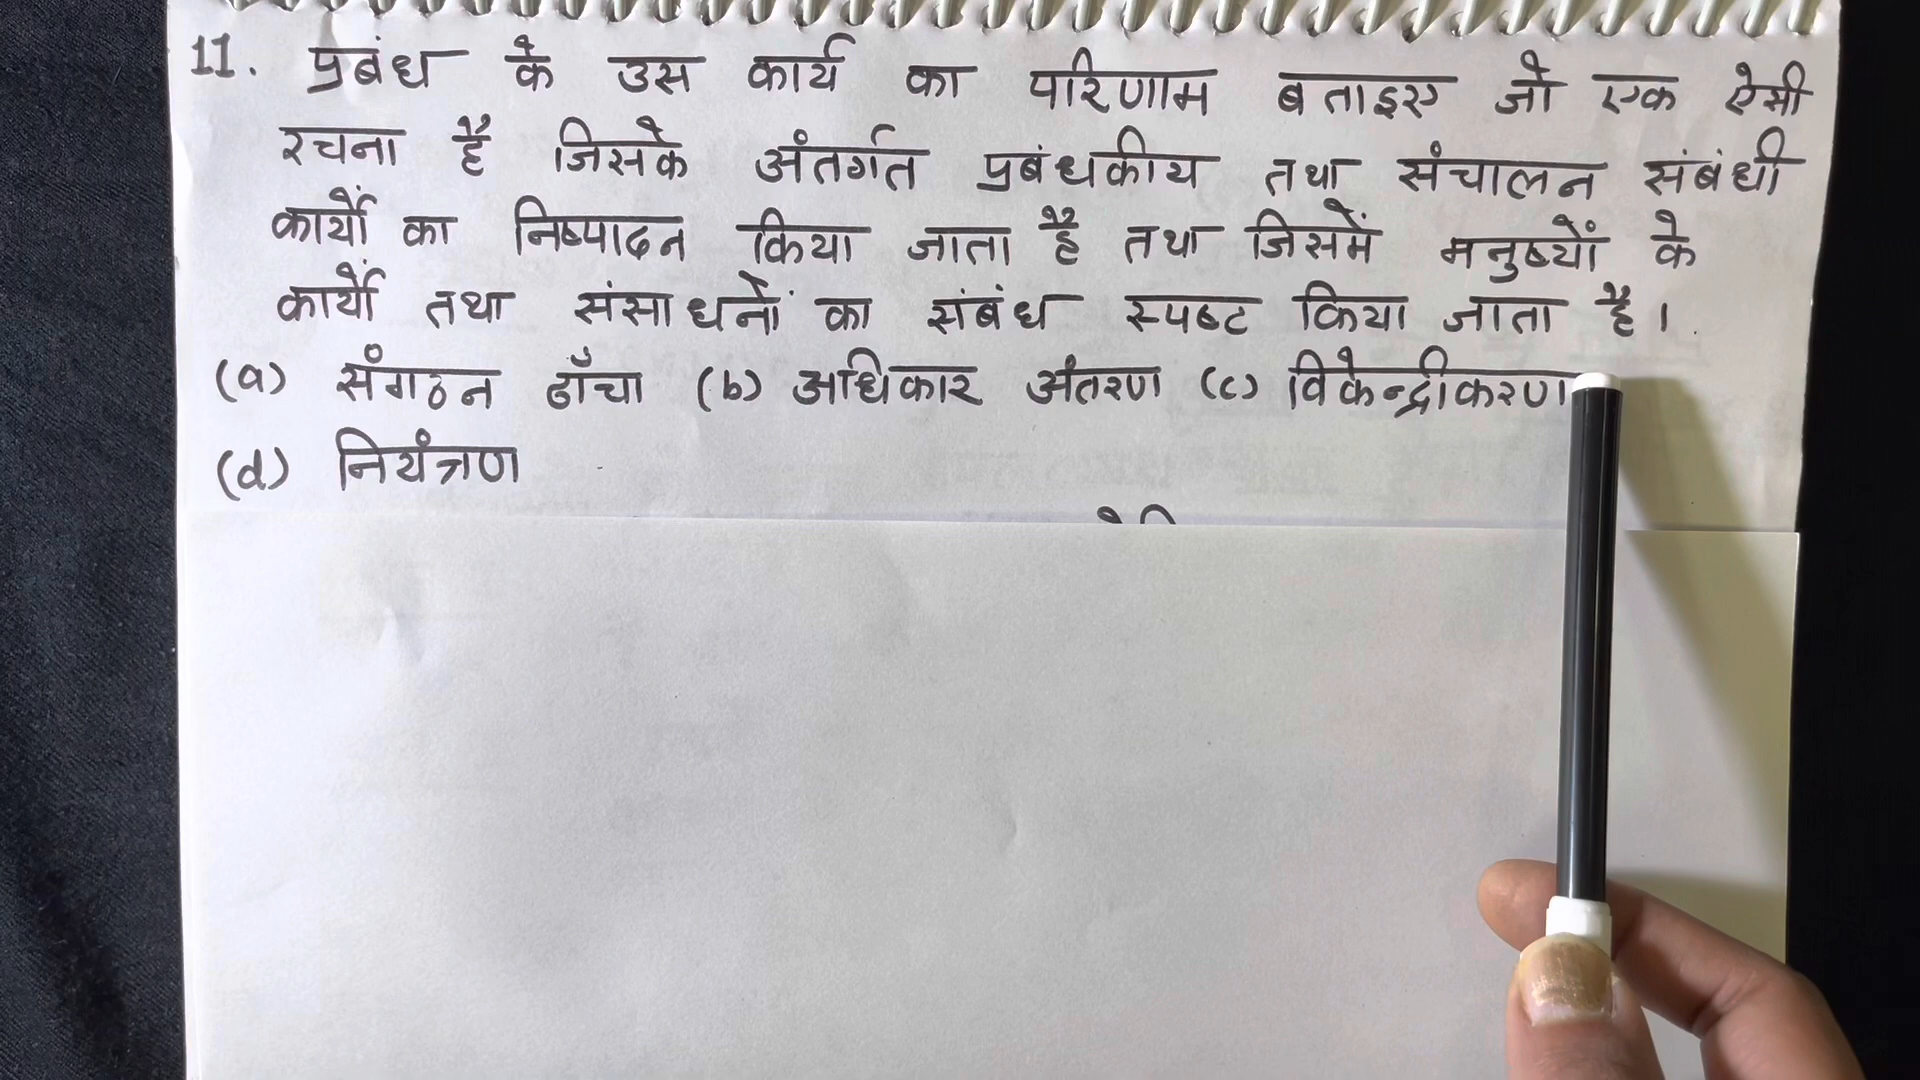 11. प्रबंध के उस कार्य का परिणाम बताइए जो एक ऐसी
रचना है जिसके अंतर्गत प्रबंधकीय तथा संचालन संबंधी
कार्यों का निष्पादन किया जाता है तथा जिसमें मनुष्यों के
कार्यों तथा संसाधनों का संबंध स्पष्ट किया जाता है।
(a) संगठन ढाँचा (b) अधिकार अंतरण (c) विकेन्द्रीकरण
(d) नियंत्रण